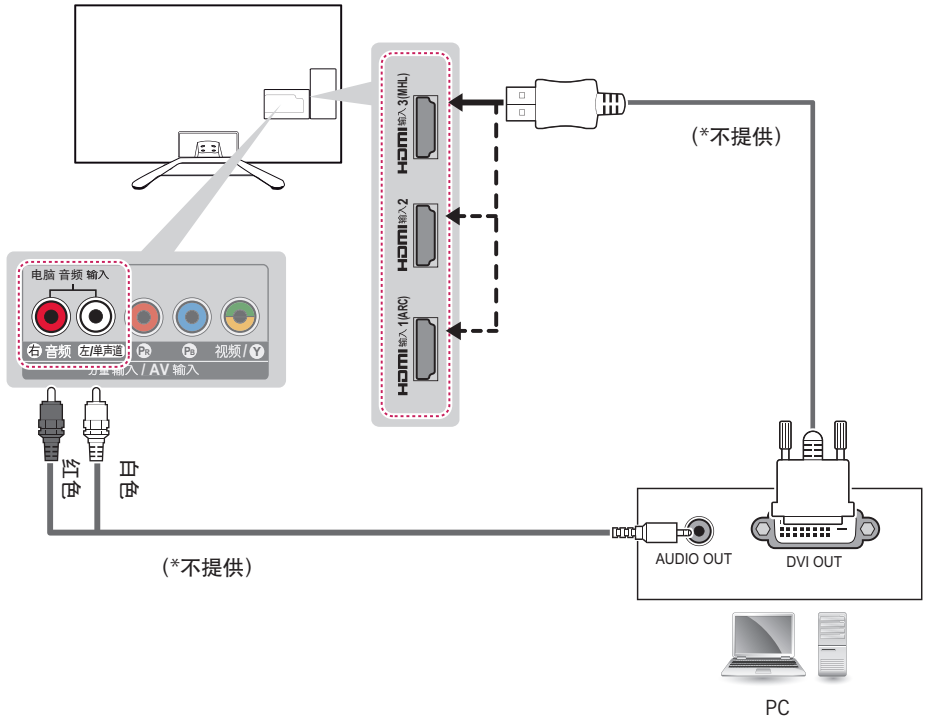 HDMI 输入 3(MHL)
(*不提供)
HDMI 输入 2
电脑 音频 输入
HDMI 输入 1(ARC)
右 音频 左/单声道 PR PB 视频/Y
分量输入 / AV 输入
红色
白色
(*不提供)
AUDIO OUT
DVI OUT
PC